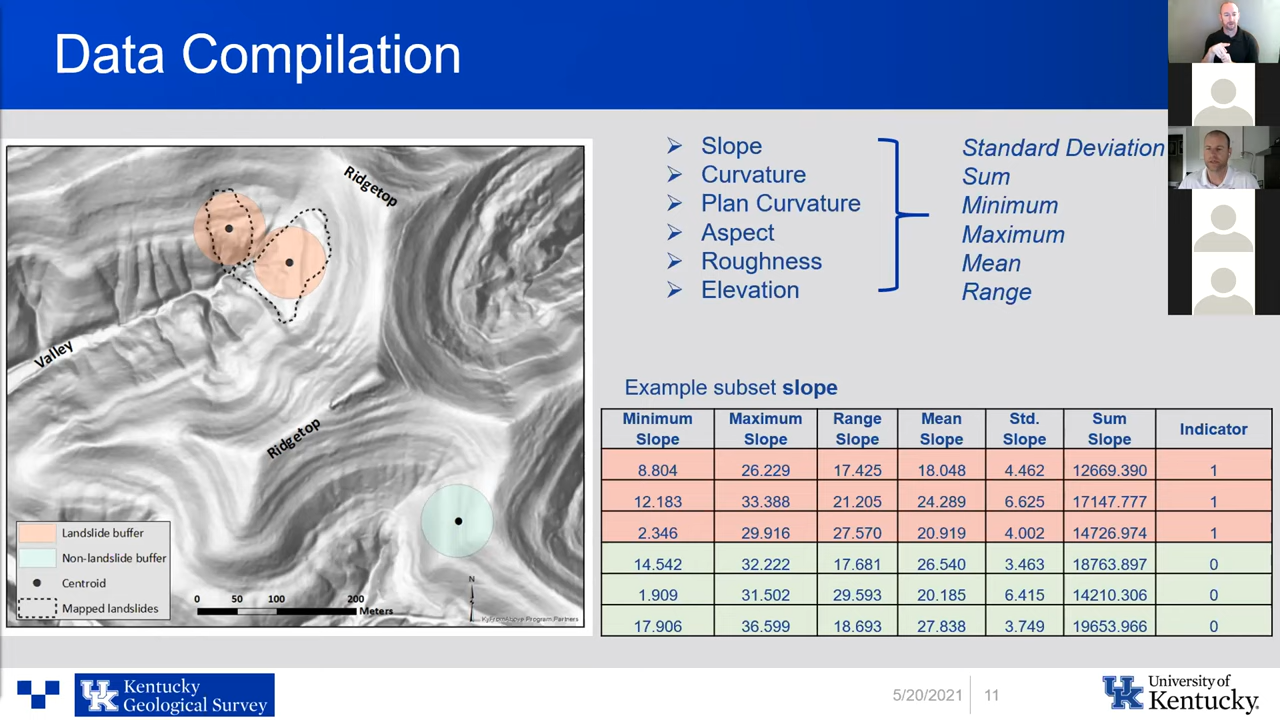 Data Compilation
Ridgetop
Valley
Ridgetop
Landslide buffer
Non-landslide buffer
Centroid
Mapped landslides
0 50 100 200
Meters
N
KyFromAbove Program Partners
➢ Slope
➢ Curvature
➢ Plan Curvature
➢ Aspect
➢ Roughness
➢ Elevation
Standard Deviation
Sum
Minimum
Maximum
Mean
Range
Example subset slope
Minimum Slope Maximum Slope Range Slope Mean Slope Std. Slope Sum Slope Indicator
8.804 26.229 17.425 18.048 4.462 12669.390 1
12.183 33.388 21.205 24.289 6.625 17147.777 1
2.346 29.916 27.570 20.919 4.002 14726.974 1
14.542 32.222 17.681 26.540 3.463 18763.897 0
1.909 31.502 29.593 20.185 6.415 14210.306 0
17.906 36.599 18.693 27.838 3.749 19653.966 0
UK Kentucky
Geological Survey
5/20/2021 11
UK University of
Kentucky.